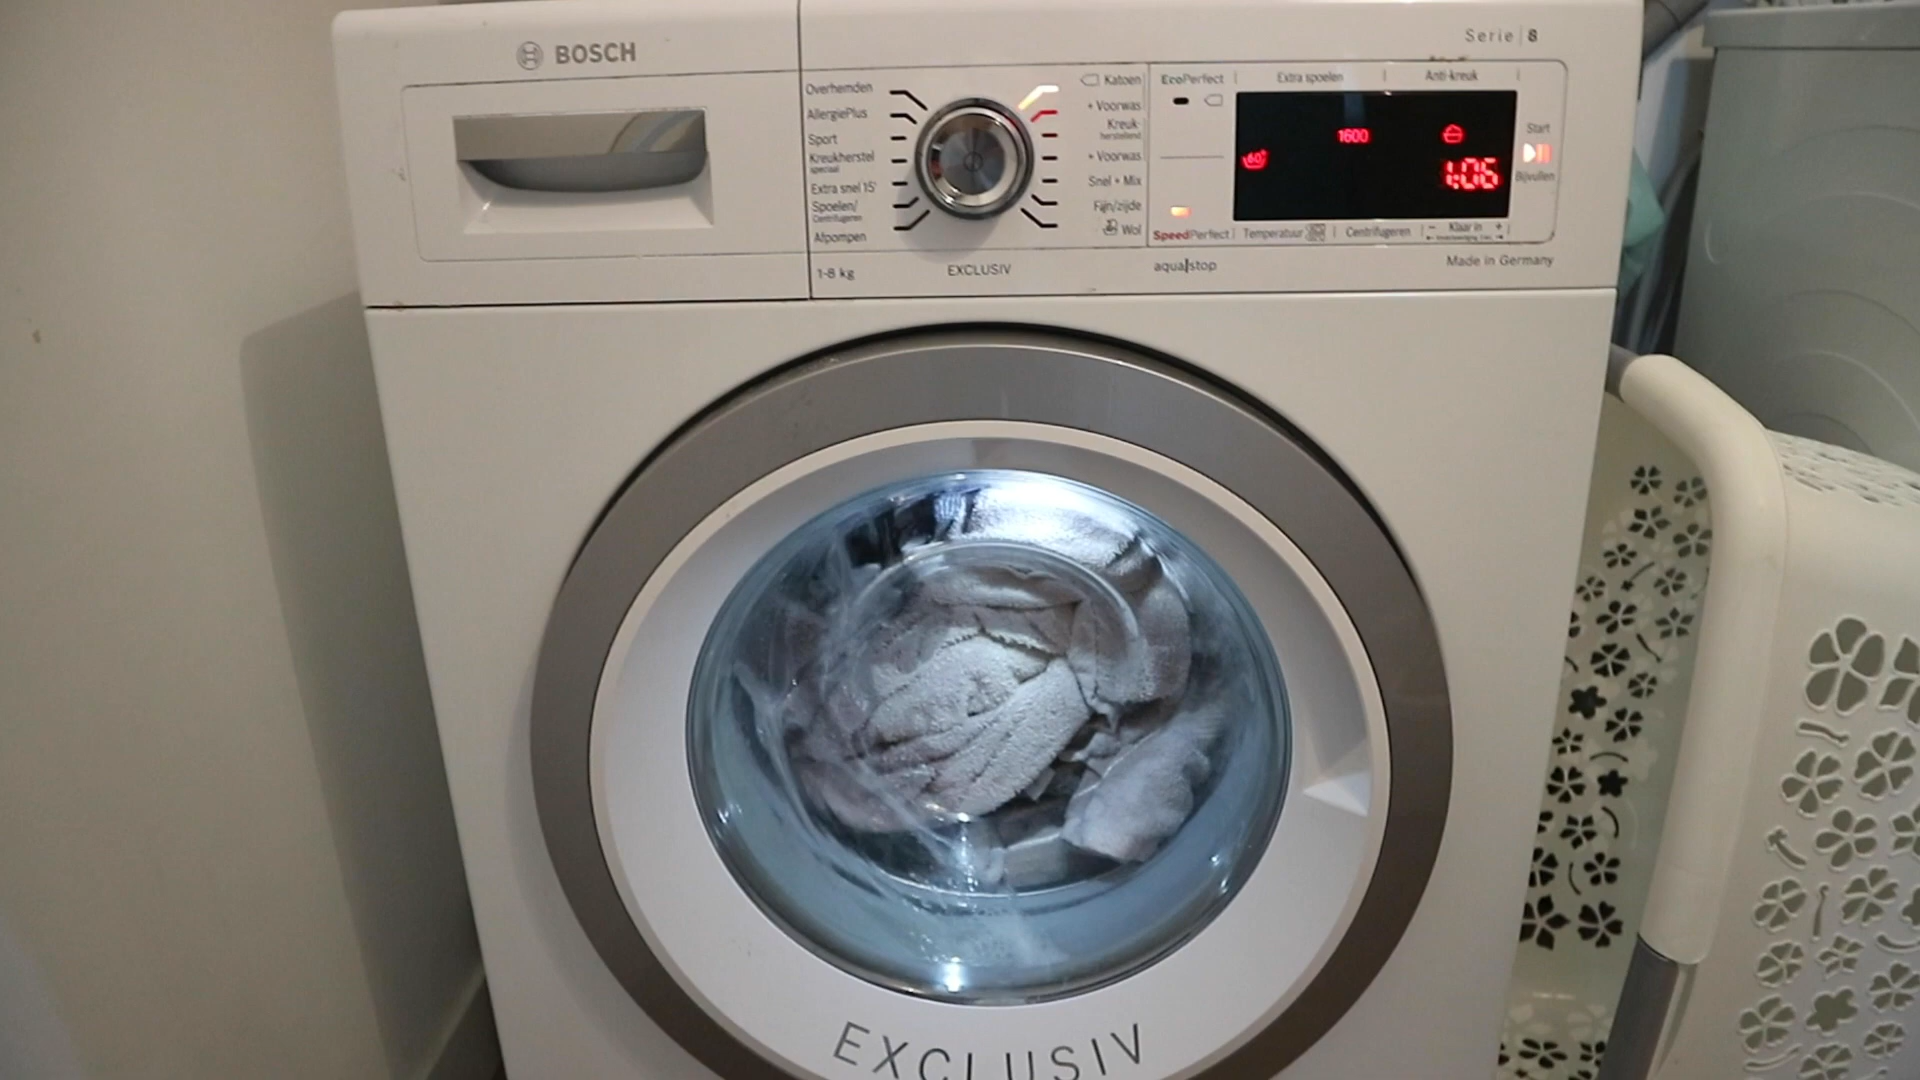 BOSCH
Serie 8
Overhemden
AllergiePlus
Sport
Kreukherstel
speciaal
Extra snel 15'
Spoelen/
Centrifugeren
Afpompen
Katoen
+ Voorwas
Kreuk-
herstellend
+ Voorwas
Snel + Mix
Fijn/zijde
Wol
EcoPerfect
Extra spoelen
Anti-kreuk
1600
60°
1:06
Start
Bijvullen
SpeedPerfect
Temperatuur
Centrifugeren
- Klaar in +
1-8 kg
EXCLUSIV
aqua|stop
Made in Germany
EXCLUSIV